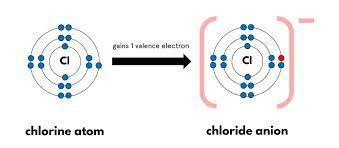 gains 1 valence electron
Cl
Cl
−
chlorine atom
chloride anion